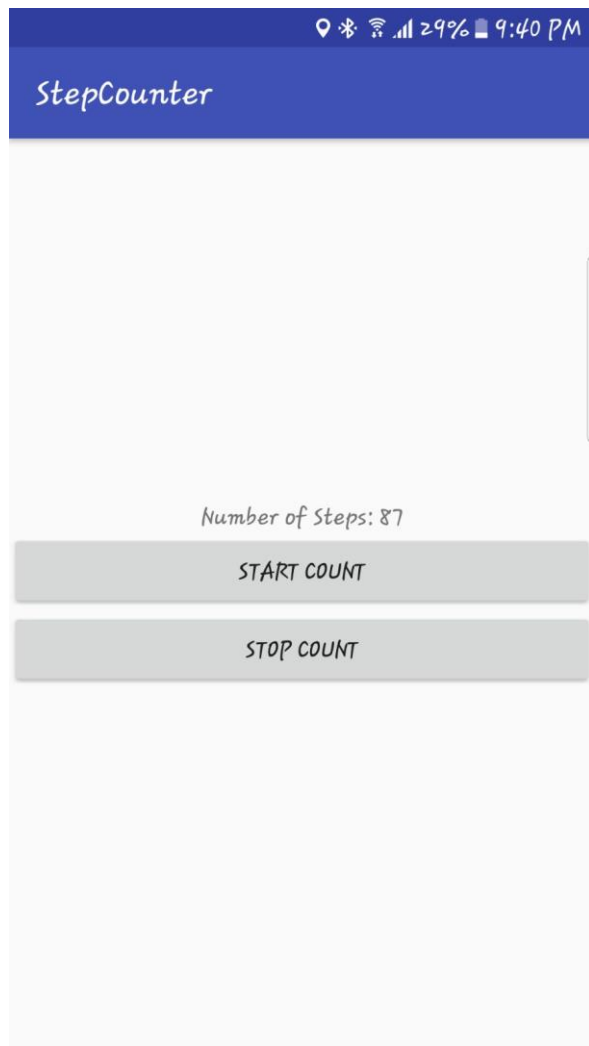 29% 9:40 PM
StepCounter
Number of Steps: 87
START COUNT
STOP COUNT